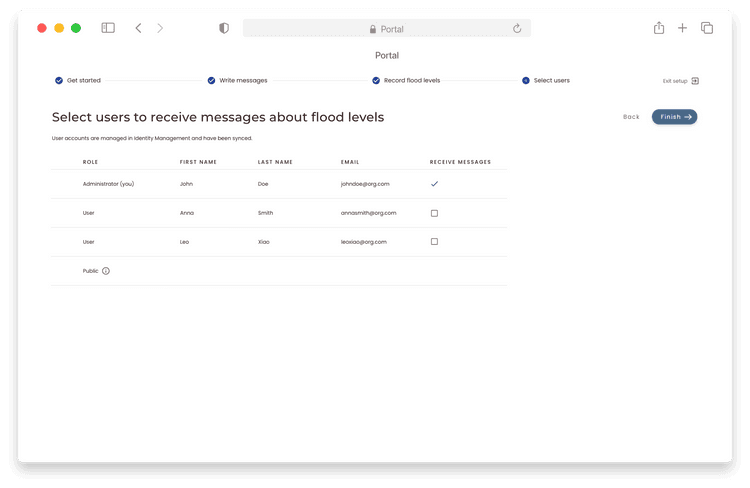 Portal
Portal
Get started
Write messages
Record flood levels
Select users
Exit setup
Select users to receive messages about flood levels
Back
Finish
User accounts are managed in Identity Management and have been synced.
ROLE FIRST NAME LAST NAME EMAIL RECEIVE MESSAGES
Administrator (you) John Doe johndoe@org.com
User Anna Smith annasmith@org.com
User Leo Xiao leoxiao@org.com
Public